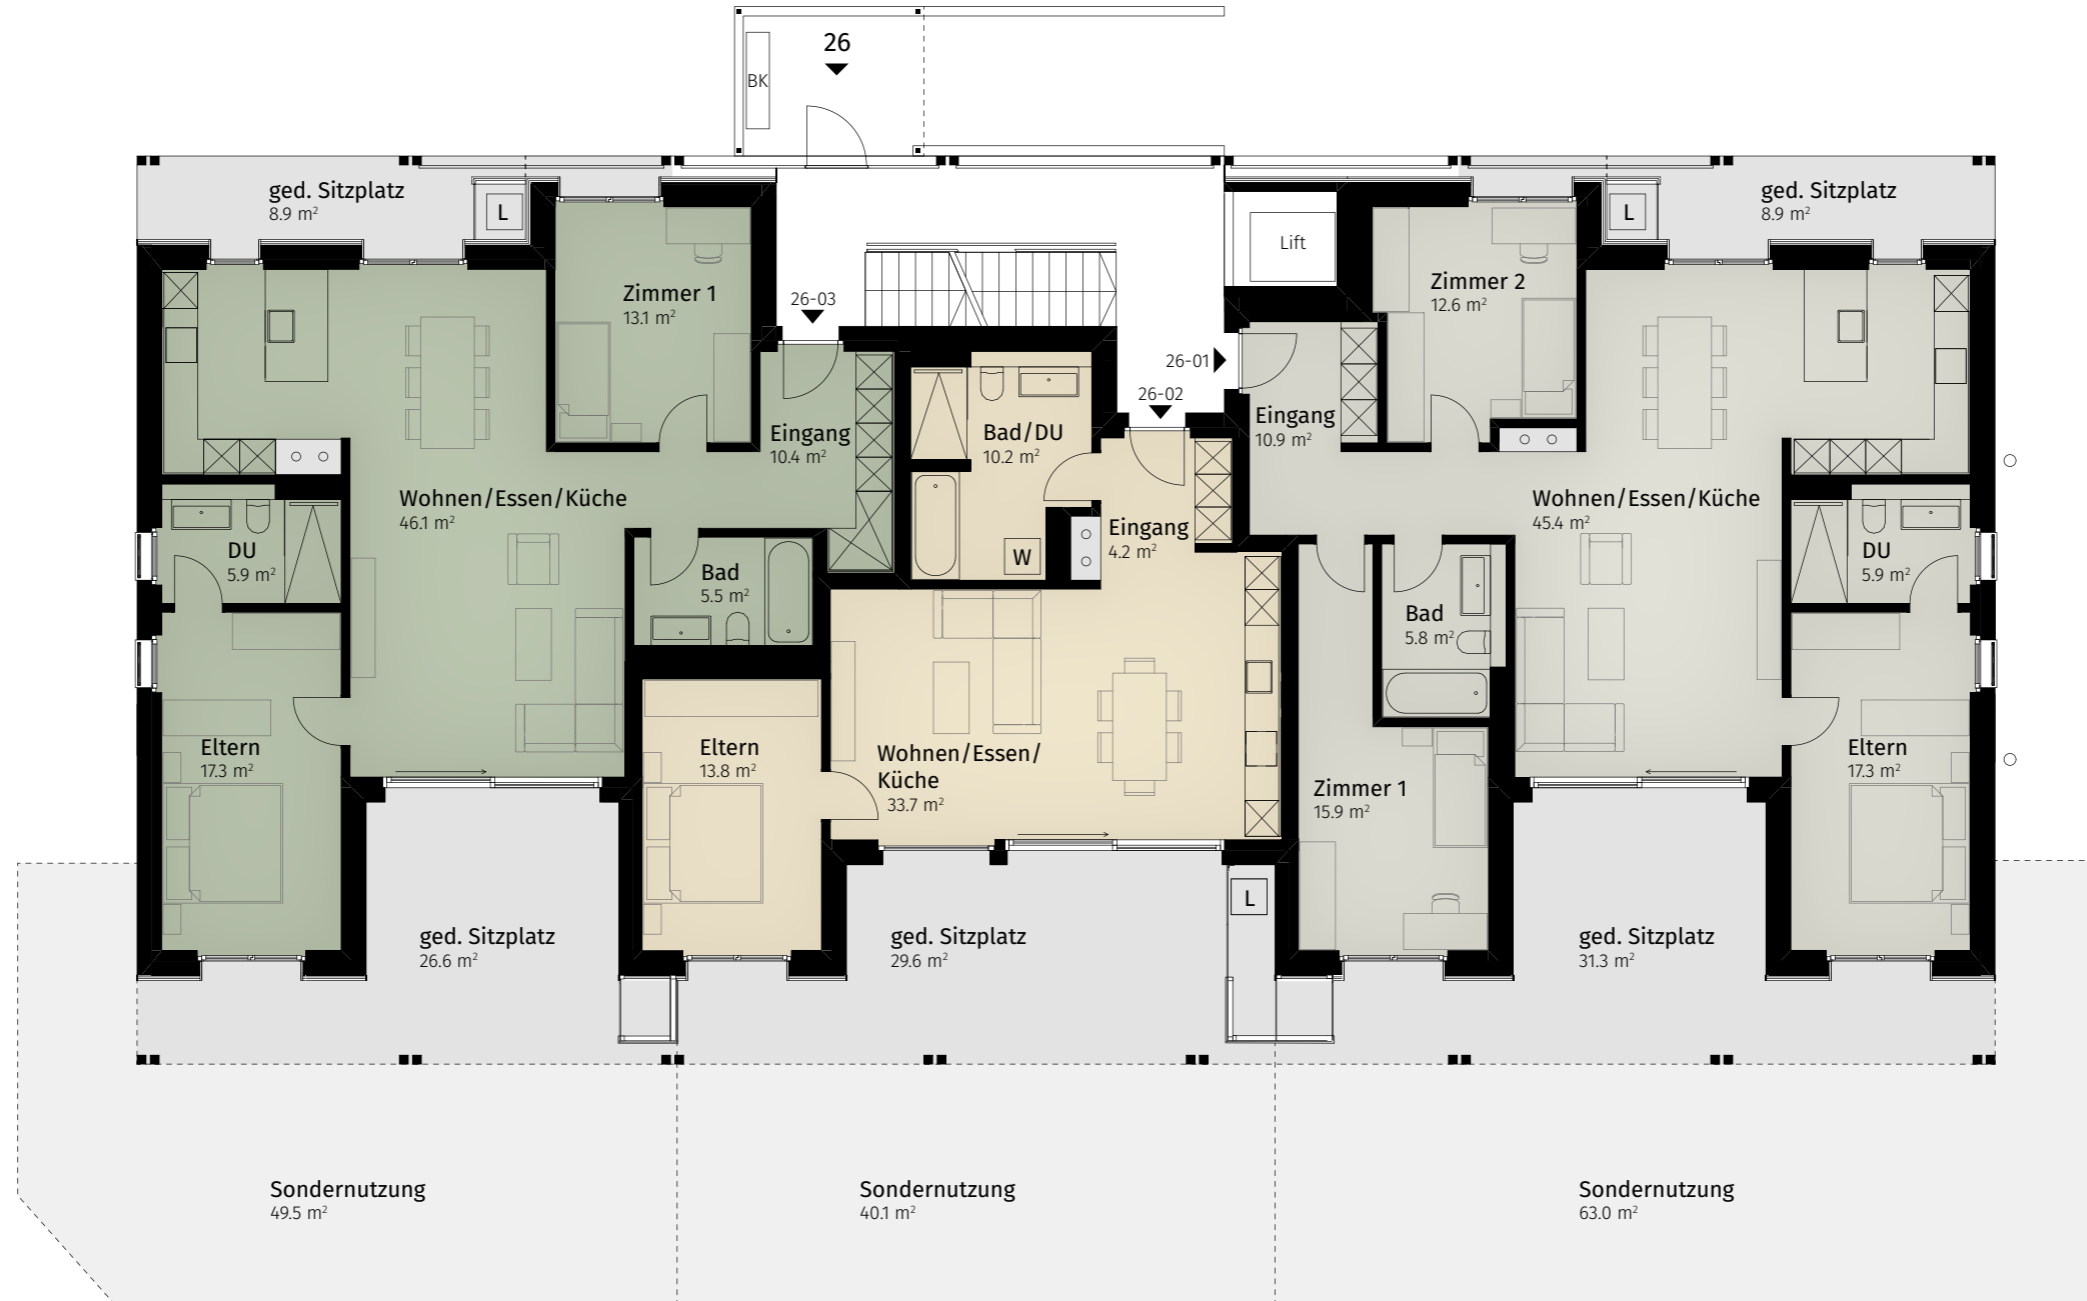 26
BK
ged. Sitzplatz
8.9 m²
L
Zimmer 1
13.1 m²
26-03
Lift
Zimmer 2
12.6 m²
L
ged. Sitzplatz
8.9 m²
26-01
26-02
Eingang
10.4 m²
Bad/DU
10.2 m²
Eingang
10.9 m²
Wohnen/Essen/Küche
46.1 m²
Eingang
4.2 m²
Wohnen/Essen/Küche
45.4 m²
DU
5.9 m²
Bad
5.5 m²
W
Bad
5.8 m²
DU
5.9 m²
Eltern
17.3 m²
Eltern
13.8 m²
Wohnen/Essen/
Küche
33.7 m²
Zimmer 1
15.9 m²
Eltern
17.3 m²
L
ged. Sitzplatz
26.6 m²
ged. Sitzplatz
29.6 m²
ged. Sitzplatz
31.3 m²
Sondernutzung
49.5 m²
Sondernutzung
40.1 m²
Sondernutzung
63.0 m²